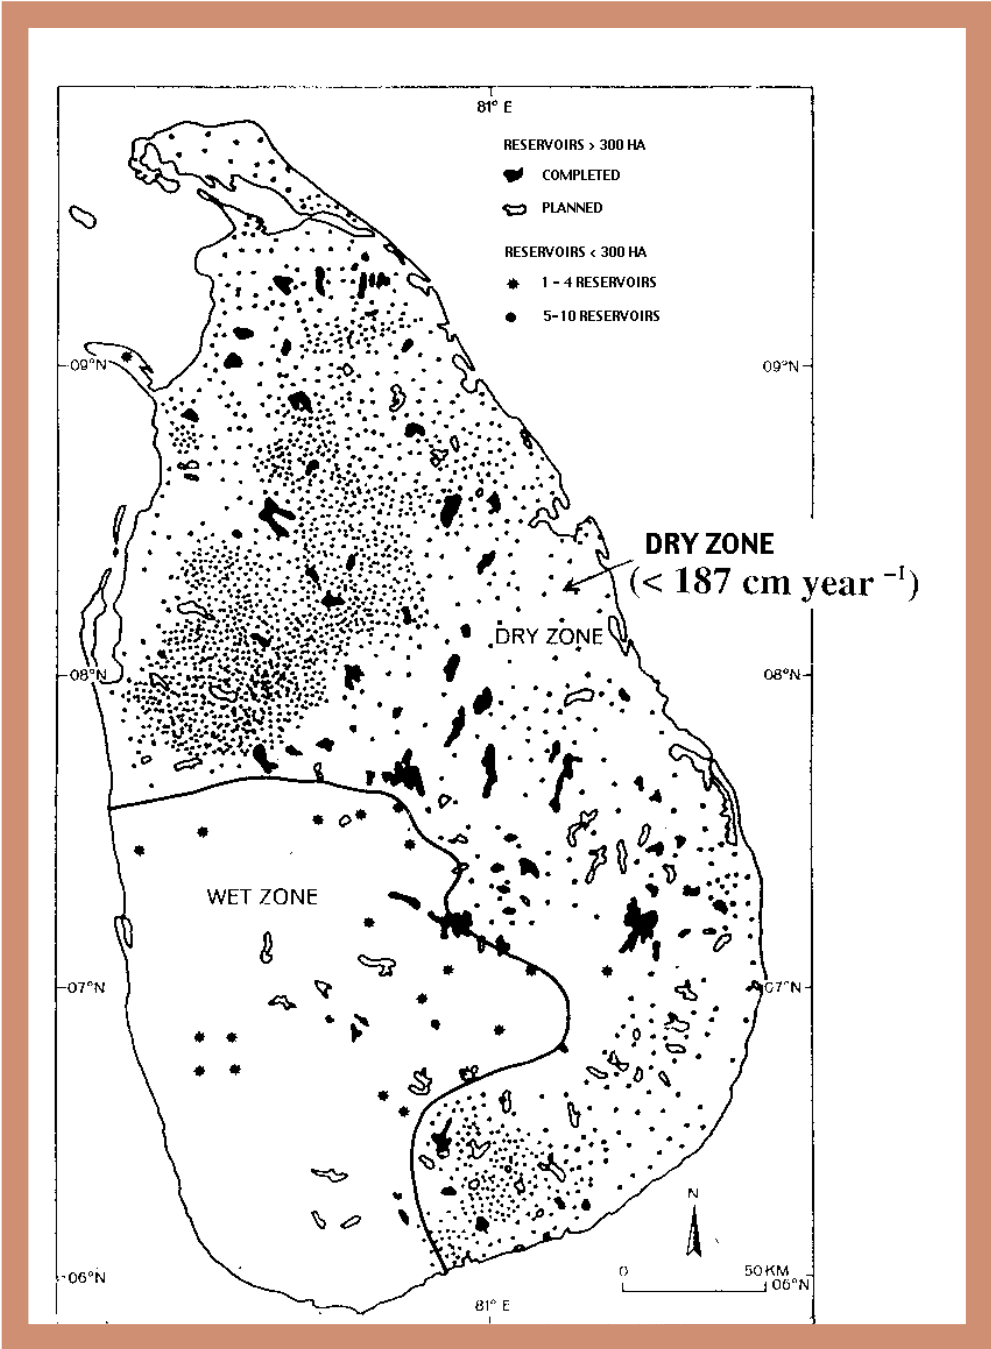 81° E
RESERVOIRS > 300 HA
COMPLETED
PLANNED
RESERVOIRS < 300 HA
1 - 4 RESERVOIRS
5-10 RESERVOIRS
09°N
09°N
DRY ZONE
(< 187 cm year –1)
DRY ZONE
08°N
08°N
WET ZONE
07°N
07°N
N
0
50 KM
06°N
06°N
81° E